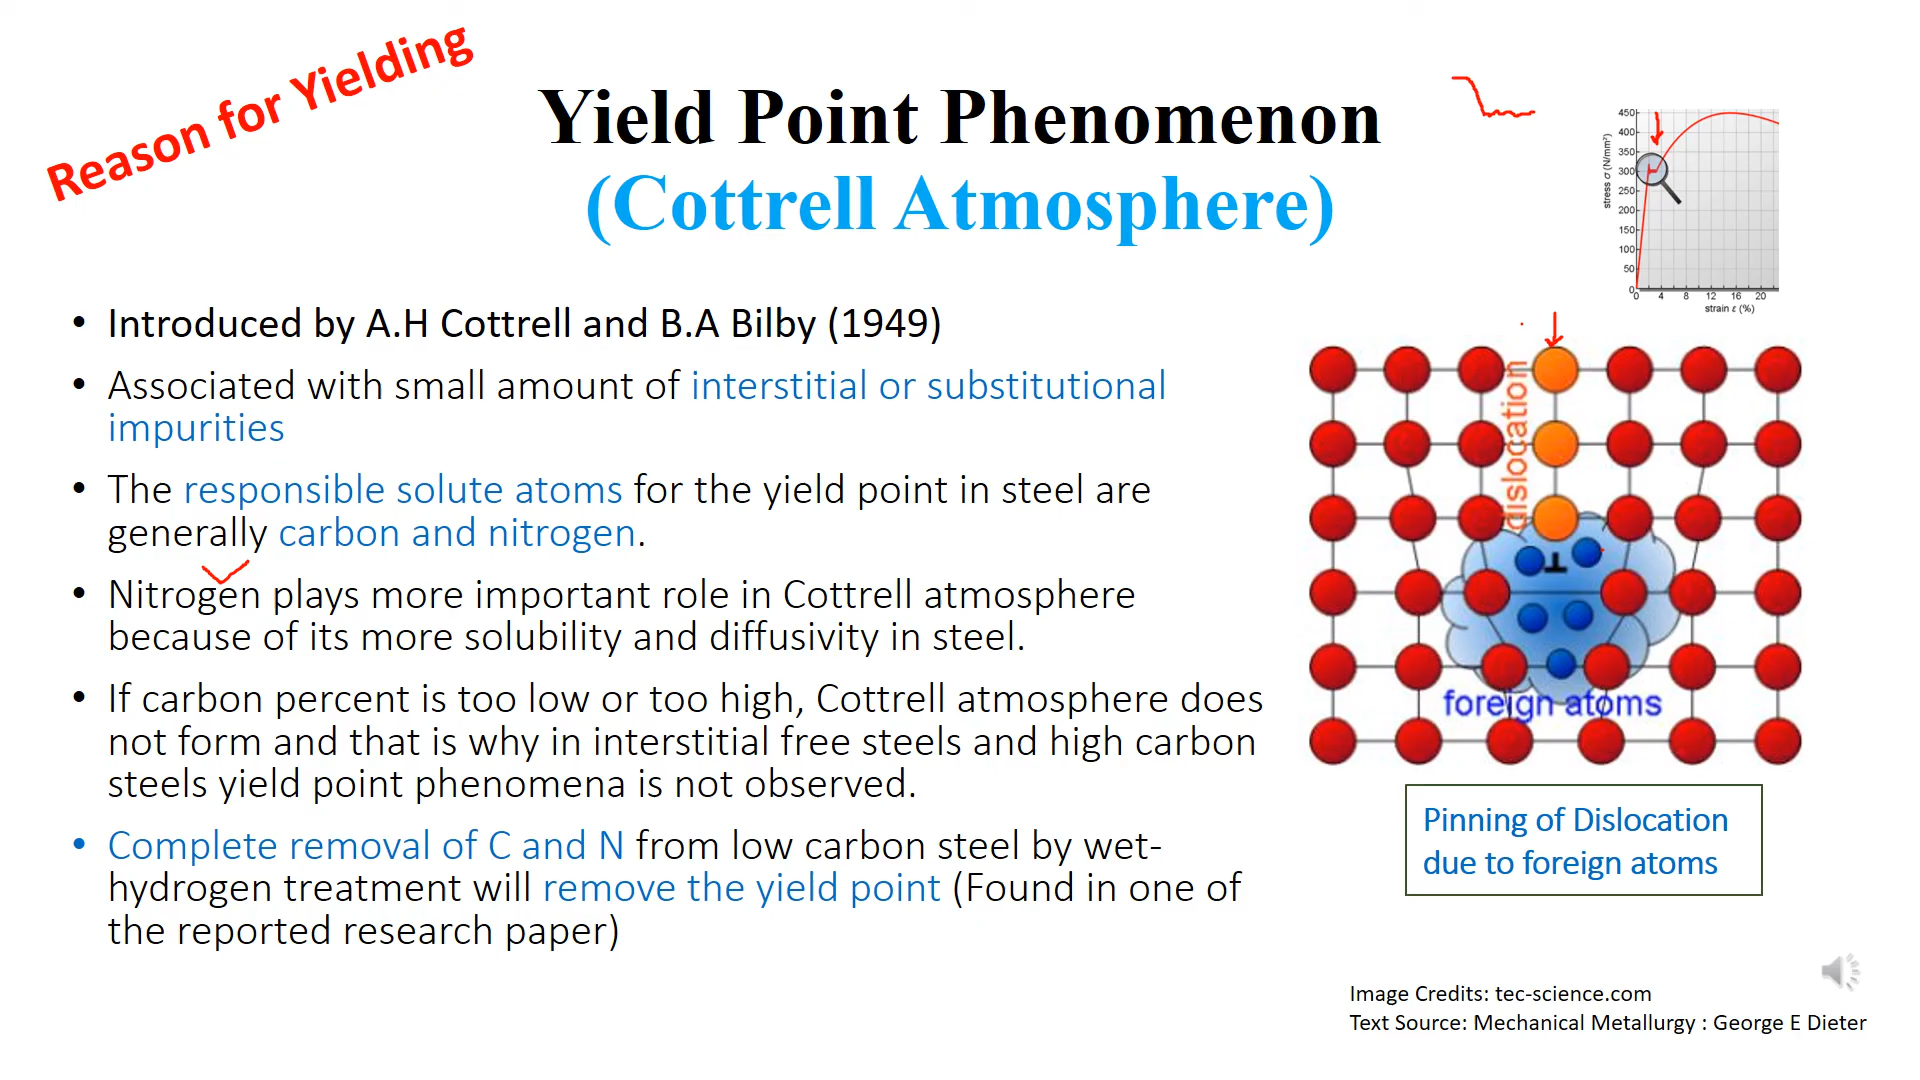 Reason for Yielding
Yield Point Phenomenon
(Cottrell Atmosphere)
• Introduced by A.H Cottrell and B.A Bilby (1949)
• Associated with small amount of interstitial or substitutional
impurities
• The responsible solute atoms for the yield point in steel are
generally carbon and nitrogen.
• Nitrogen plays more important role in Cottrell atmosphere
because of its more solubility and diffusivity in steel.
• If carbon percent is too low or too high, Cottrell atmosphere does
not form and that is why in interstitial free steels and high carbon
steels yield point phenomena is not observed.
• Complete removal of C and N from low carbon steel by wet-
hydrogen treatment will remove the yield point (Found in one of
the reported research paper)
stress σ (N/mm²)
450
400
350
300
250
200
150
100
50
0
0 4 8 12 16 20
strain ε (%)
dislocation
⊥
foreign atoms
Pinning of Dislocation
due to foreign atoms
Image Credits: tec-science.com
Text Source: Mechanical Metallurgy : George E Dieter